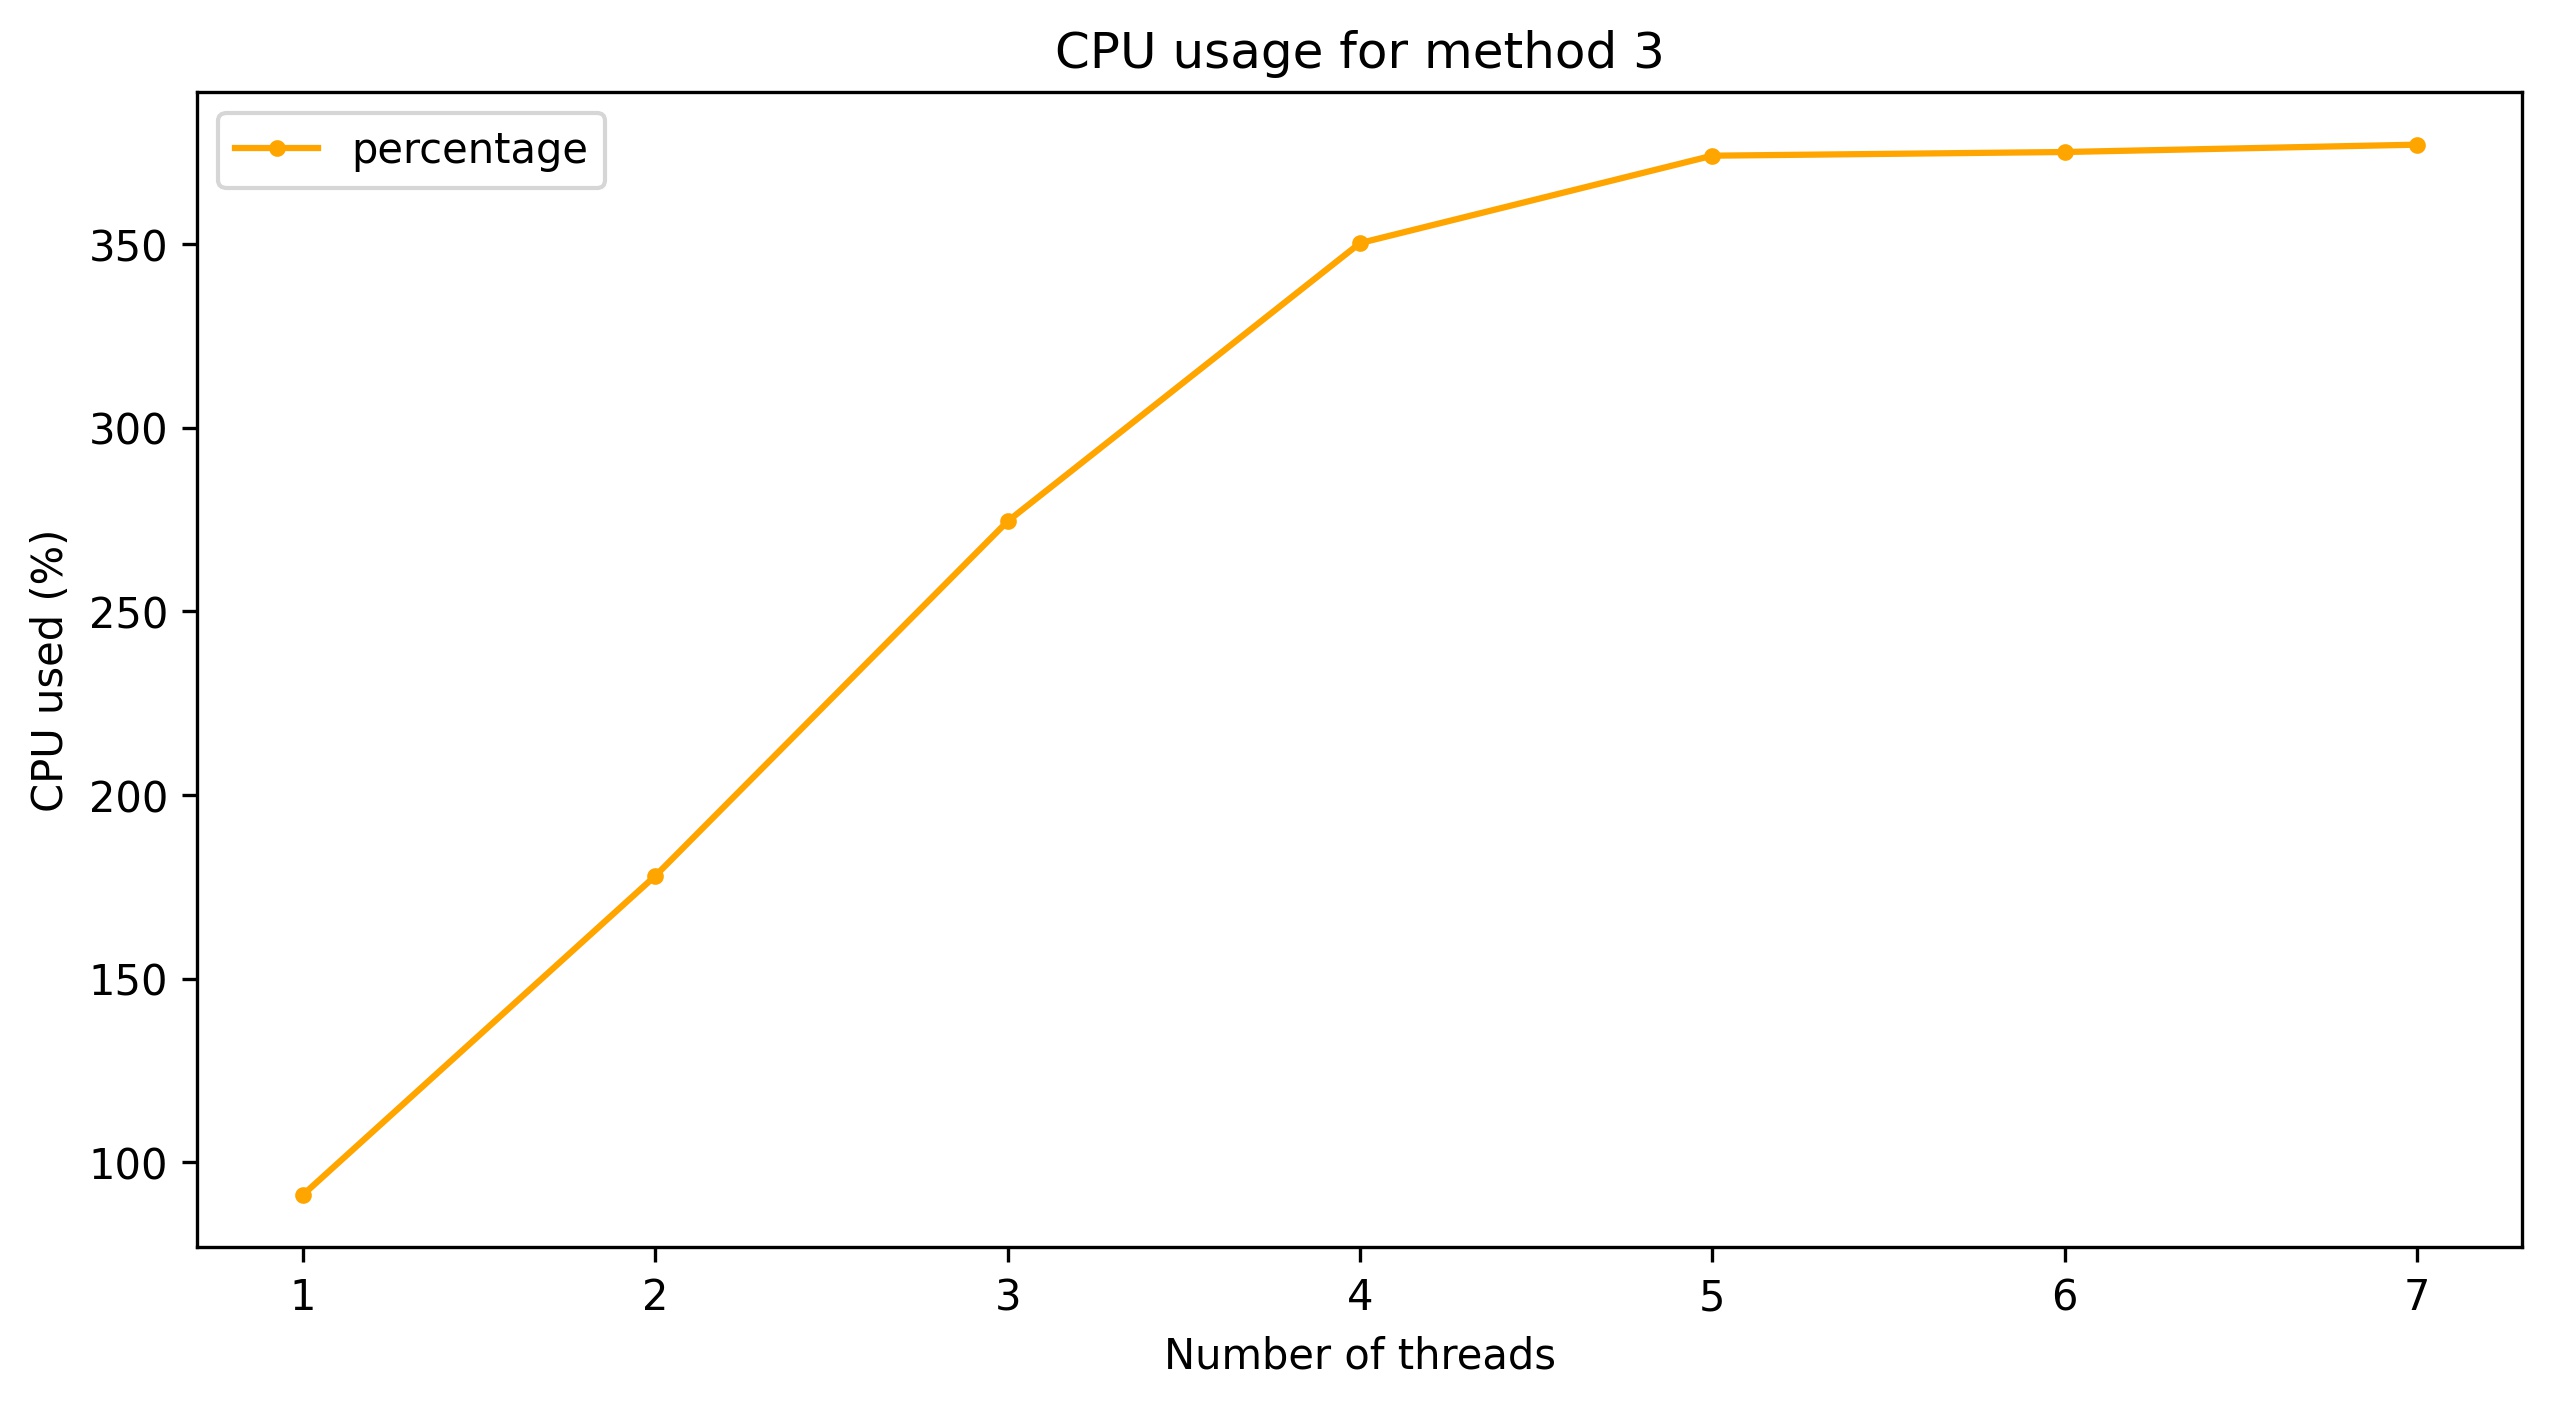 CPU usage for method 3
percentage
CPU used (%)
350
300
250
200
150
100
1 2 3 4 5 6 7
Number of threads